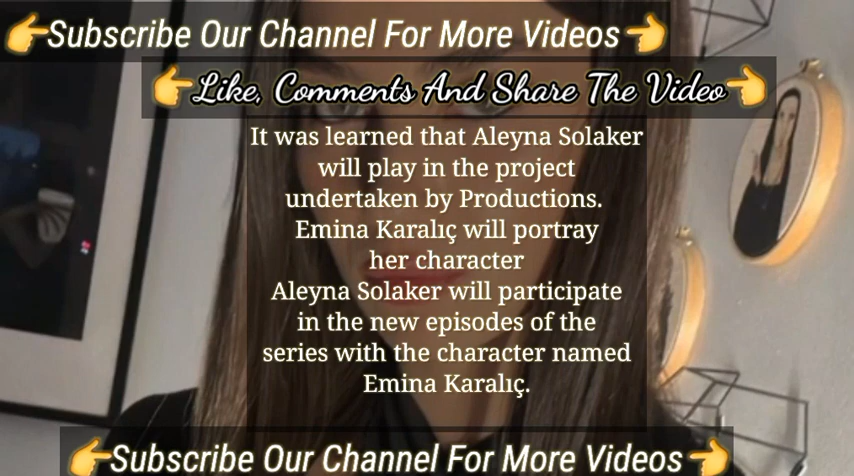 👉Subscribe Our Channel For More Videos👈
👉Like, Comments And Share The Video👈
It was learned that Aleyna Solaker
will play in the project
undertaken by Productions.
Emina Karalıç will portray
her character
Aleyna Solaker will participate
in the new episodes of the
series with the character named
Emina Karalıç.
👉Subscribe Our Channel For More Videos👈